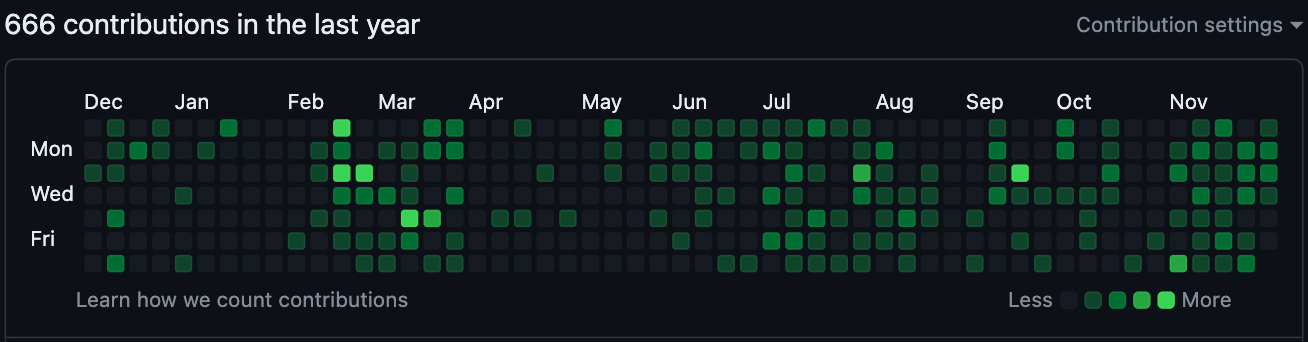 666 contributions in the last year
Contribution settings
Dec Jan Feb Mar Apr May Jun Jul Aug Sep Oct Nov
Mon
Wed
Fri
Learn how we count contributions
Less More